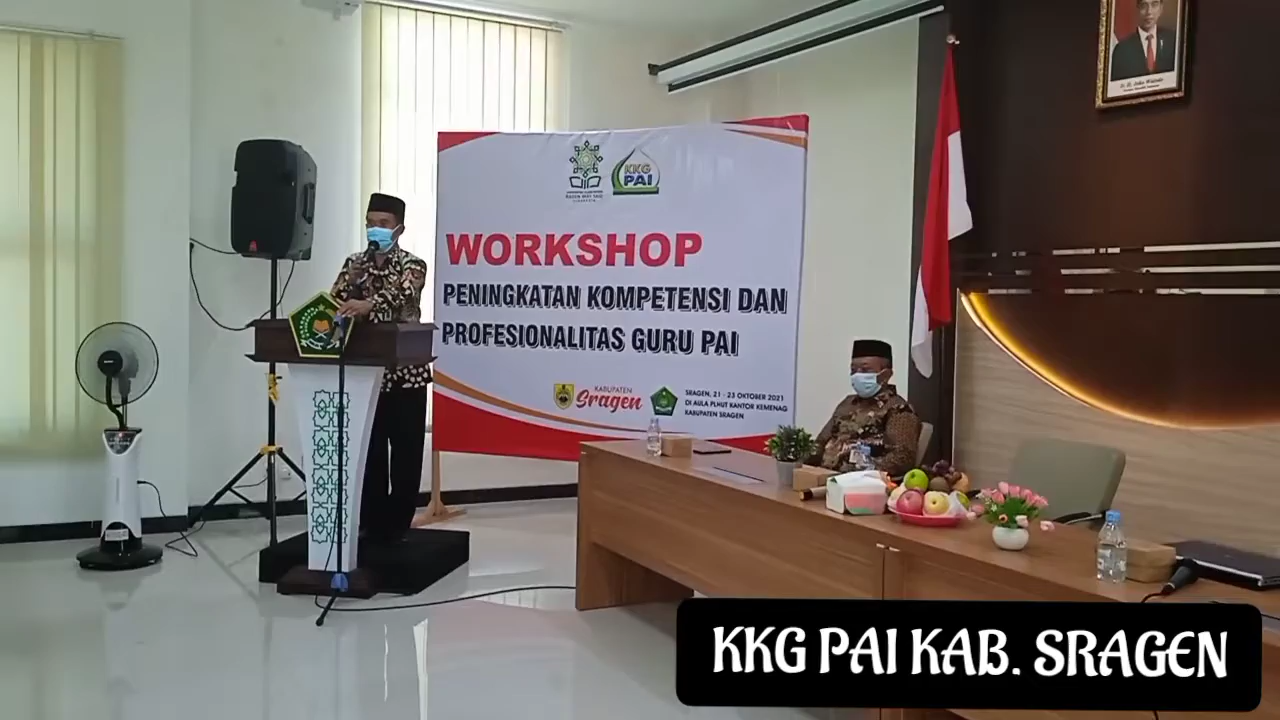 KKG
PAI
WORKSHOP
PENINGKATAN KOMPETENSI DAN
PROFESIONALITAS GURU PAI
KABUPATEN
Sragen
SRAGEN, 21 - 23 OKTOBER 2021
DI AULA PLHUT KANTOR KEMENAG
KABUPATEN SRAGEN
KKG PAI KAB. SRAGEN